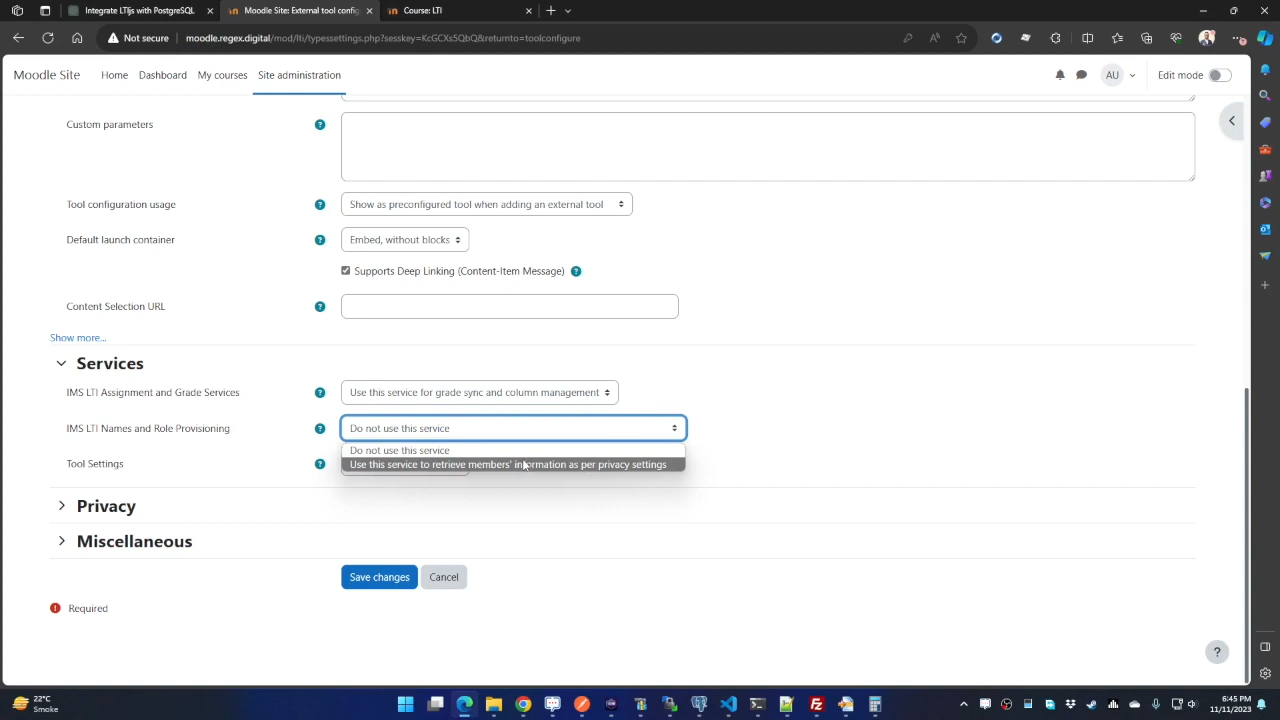 Integrate LTIjs with PostgreSQL
Moodle Site: External tool config
Course: LTI
Not secure
moodle.regex.digital/mod/lti/typessettings.php?sesskey=KcGCXs5QbQ&returnto=toolconfigure
Moodle Site
Home
Dashboard
My courses
Site administration
AU
Edit mode
Custom parameters
Tool configuration usage
Show as preconfigured tool when adding an external tool
Default launch container
Embed, without blocks
Supports Deep Linking (Content-Item Message)
Content Selection URL
Show more...
Services
IMS LTI Assignment and Grade Services
Use this service for grade sync and column management
IMS LTI Names and Role Provisioning
Do not use this service
Do not use this service
Tool Settings
Use this service to retrieve members' information as per privacy settings
Privacy
Miscellaneous
Save changes
Cancel
Required
22°C
Smoke
6:45 PM
11/11/2023